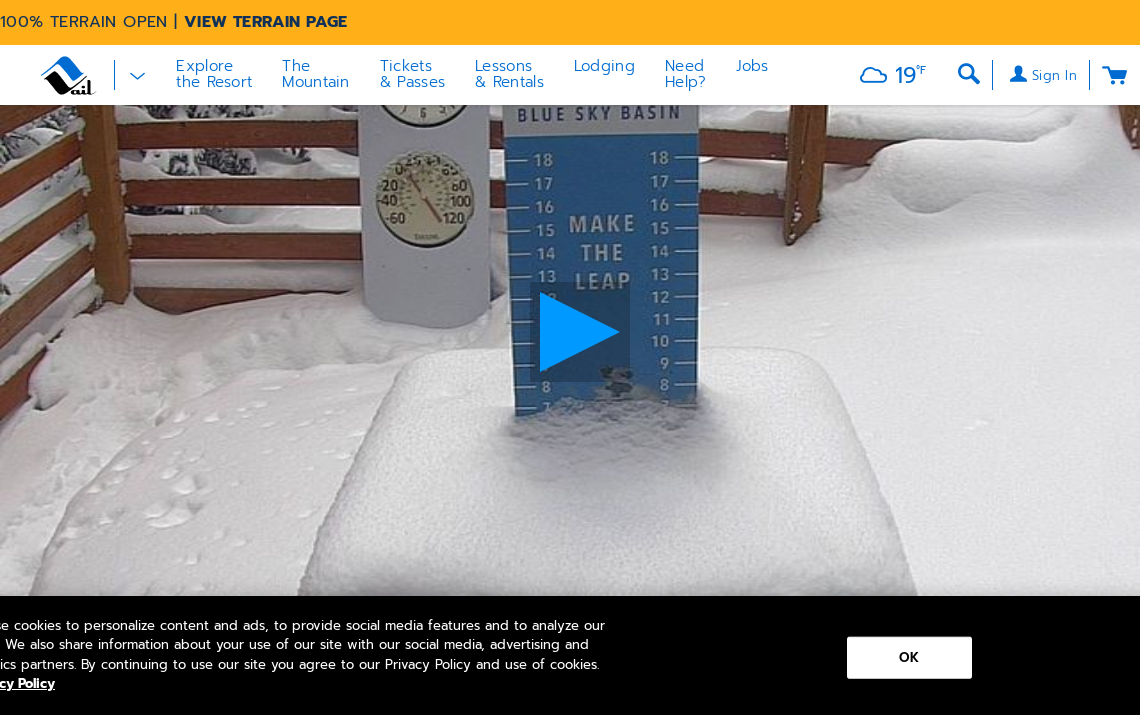 100% TERRAIN OPEN | VIEW TERRAIN PAGE
Vail
Explore
the Resort
The
Mountain
Tickets
& Passes
Lessons
& Rentals
Lodging
Need
Help?
Jobs
19°F
Sign In
BLUE SKY BASIN
18 18
17 17
16 16
15 15
14 14
13 13
12
11
10
9
8 8
MAKE
THE
LEAP
0
-20 60
-40 100
-60 120
cookies to personalize content and ads, to provide social media features and to analyze our
We also share information about your use of our site with our social media, advertising and
ics partners. By continuing to use our site you agree to our Privacy Policy and use of cookies.
cy Policy
OK